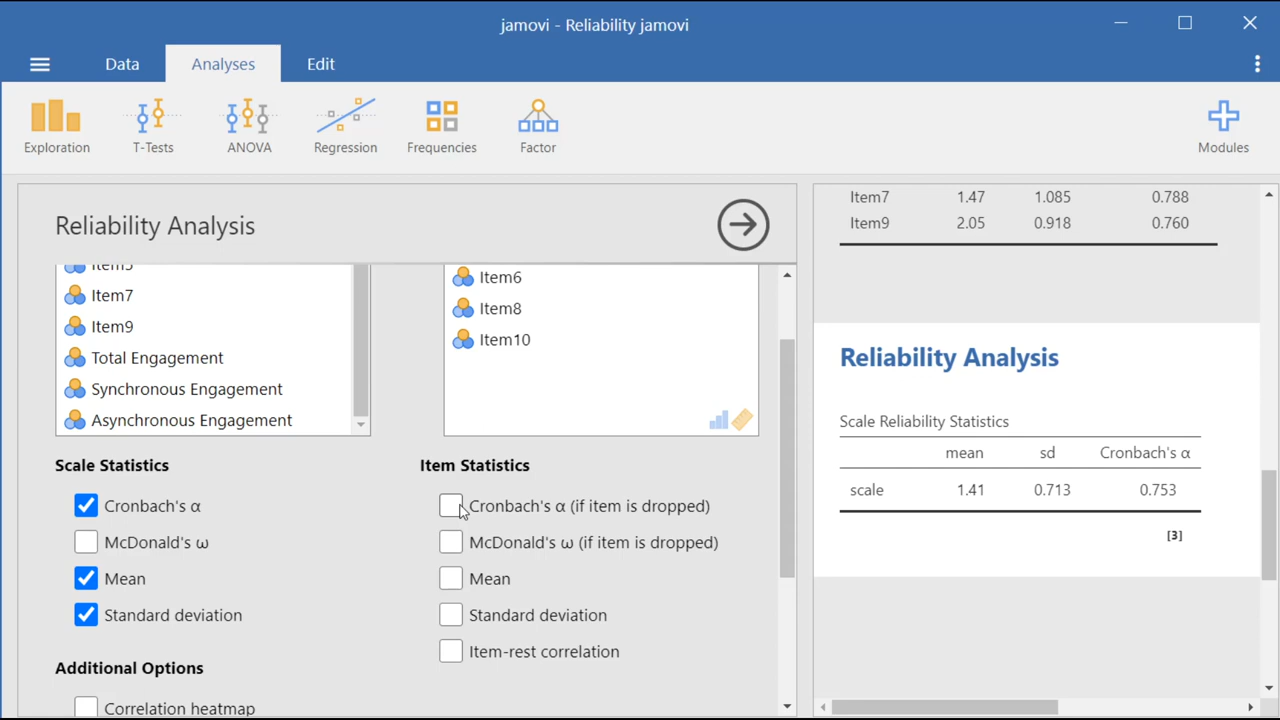 jamovi - Reliability jamovi
Data Analyses Edit
Exploration T-Tests ANOVA Regression Frequencies Factor Modules
Reliability Analysis
Item5
Item7
Item9
Total Engagement
Synchronous Engagement
Asynchronous Engagement
Item6
Item8
Item10
Scale Statistics
Cronbach's α
McDonald's ω
Mean
Standard deviation
Additional Options
Correlation heatmap
Item Statistics
Cronbach's α (if item is dropped)
McDonald's ω (if item is dropped)
Mean
Standard deviation
Item-rest correlation
Item7 1.47 1.085 0.788
Item9 2.05 0.918 0.760
Reliability Analysis
Scale Reliability Statistics
mean sd Cronbach's α
scale 1.41 0.713 0.753
[3]